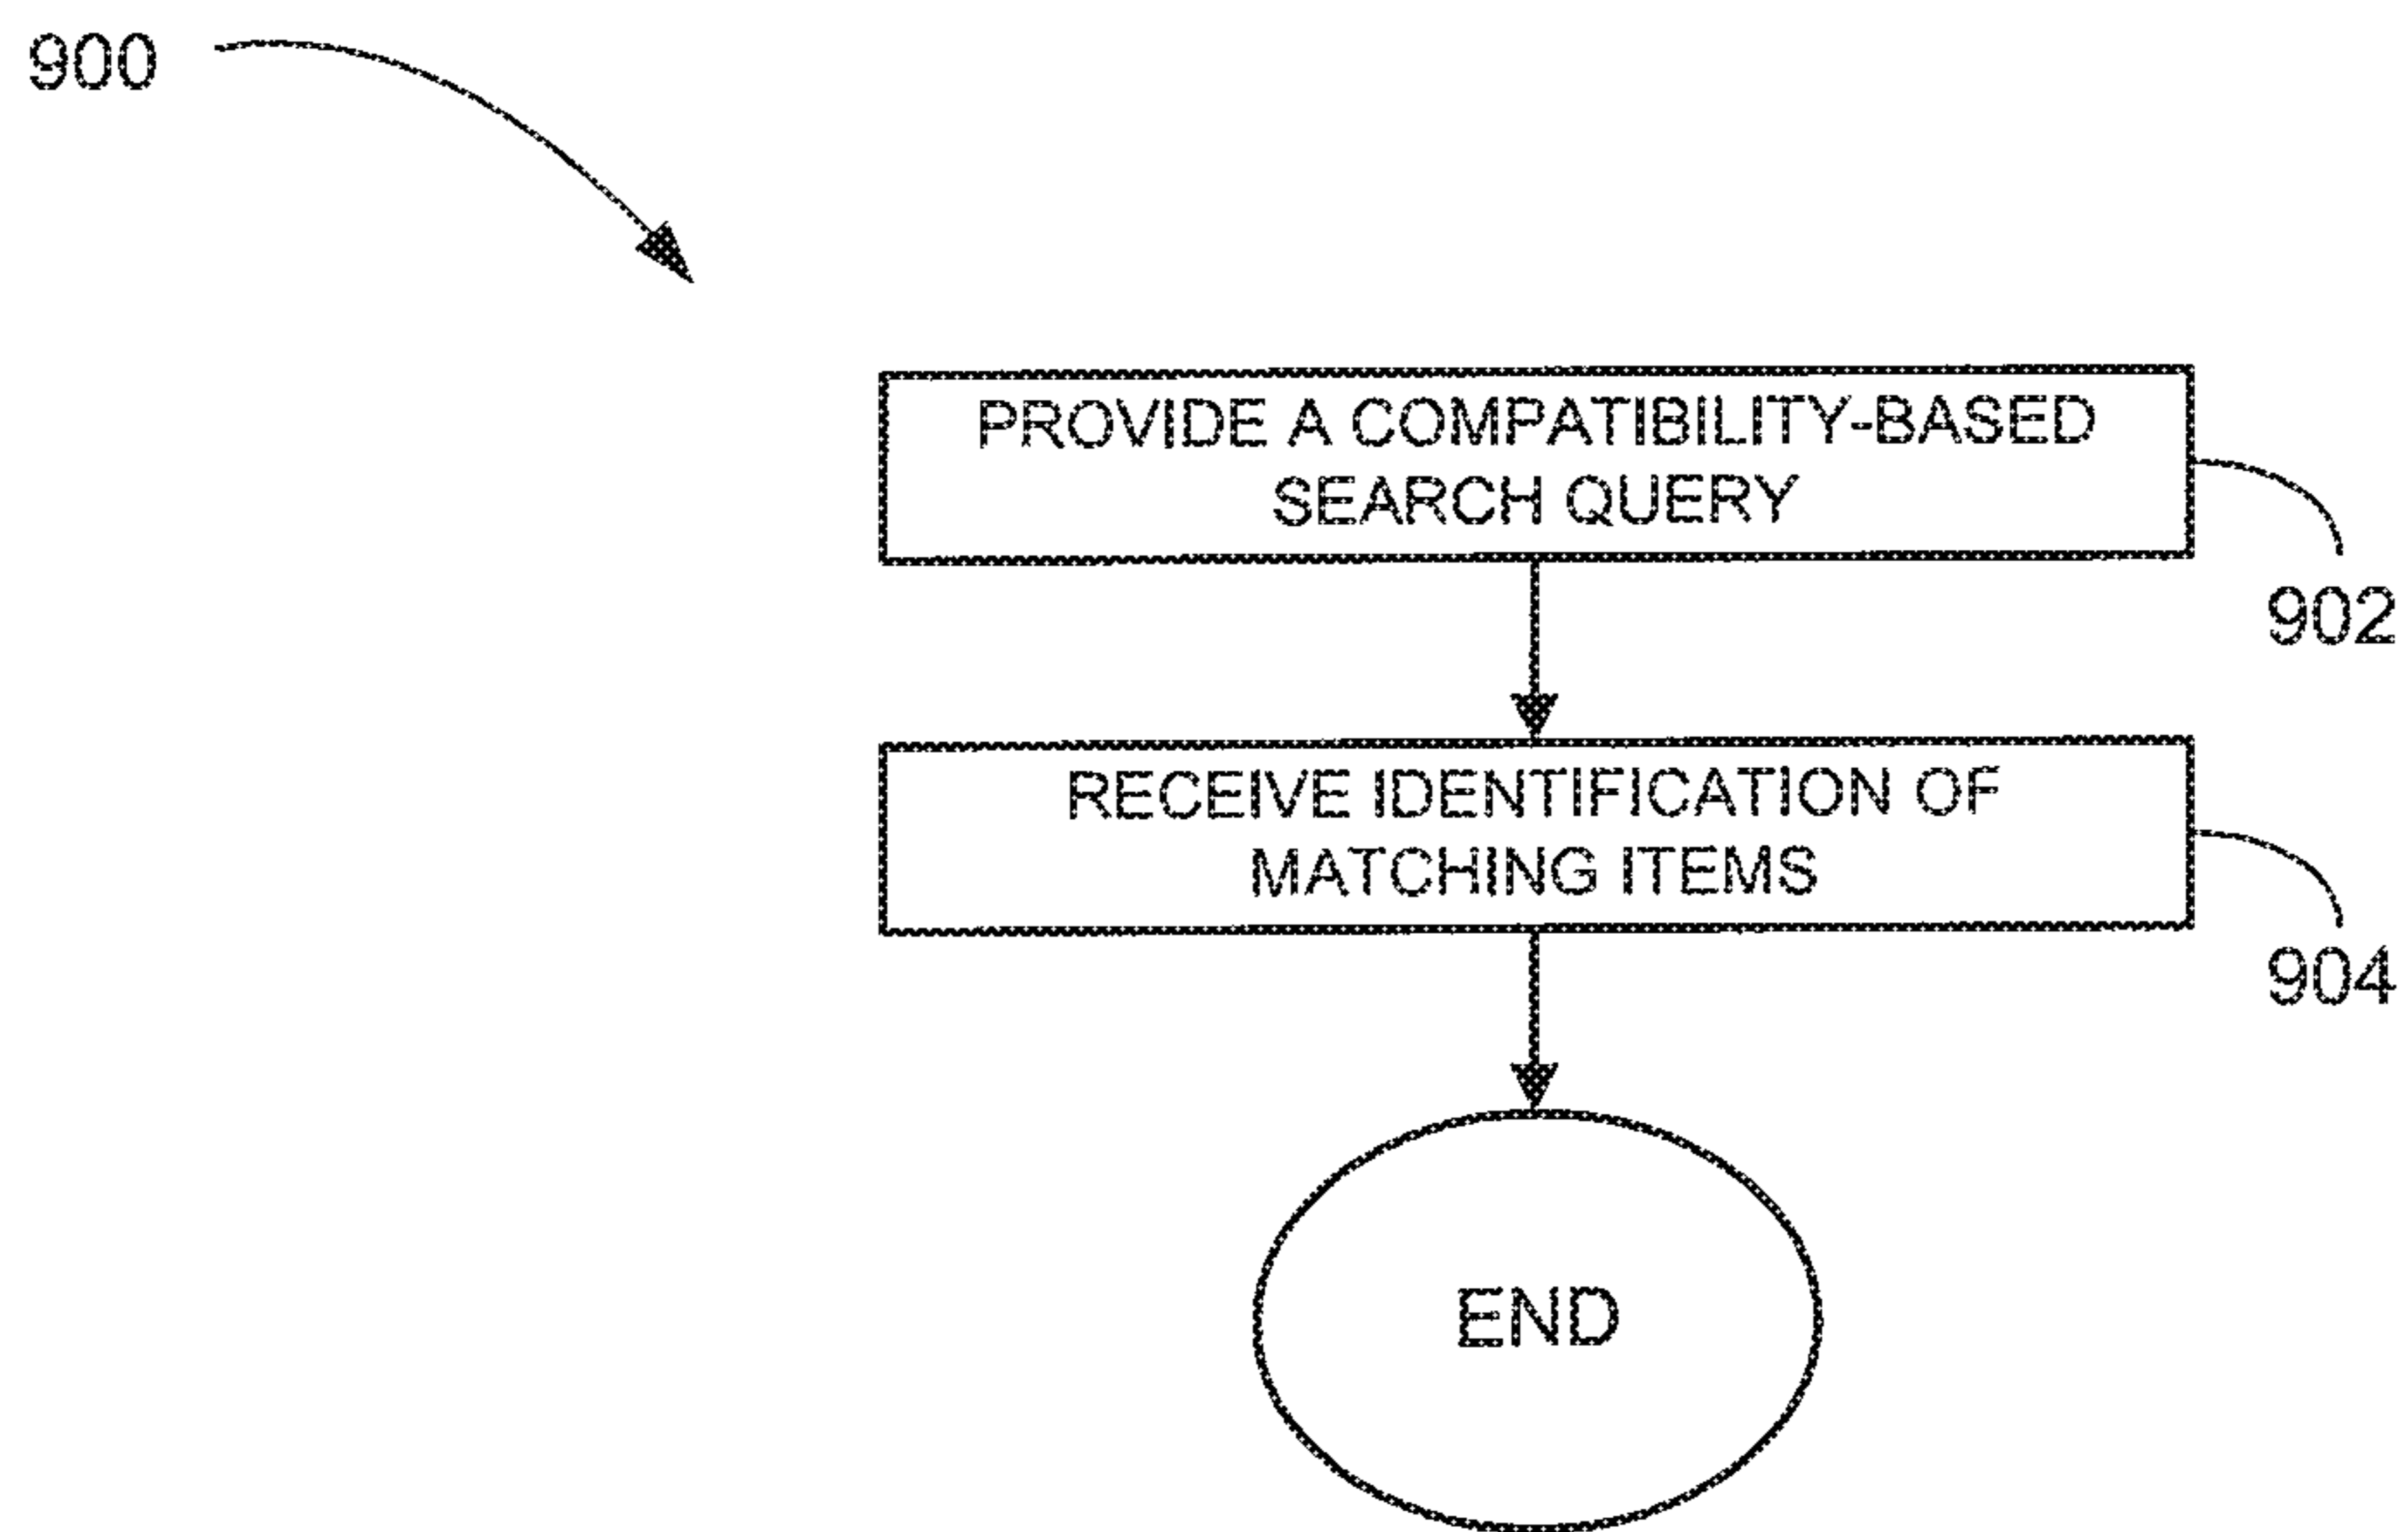 900
PROVIDE A COMPATIBILITY-BASED
SEARCH QUERY
902
RECEIVE IDENTIFICATION OF
MATCHING ITEMS
904
END